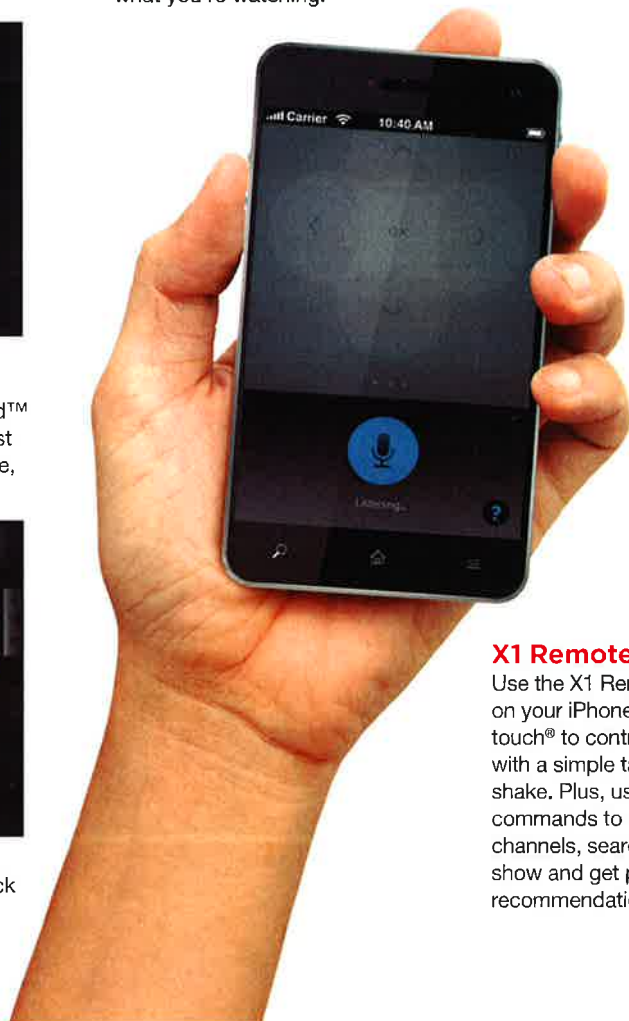 what you're watching.
Carrier 10:40 AM
OK
d™
st
e,
Listening...
?
X1 Remote
Use the X1 Rem
on your iPhone
touch® to contr
with a simple ta
shake. Plus, us
commands to
channels, searc
show and get p
recommendatio
ck